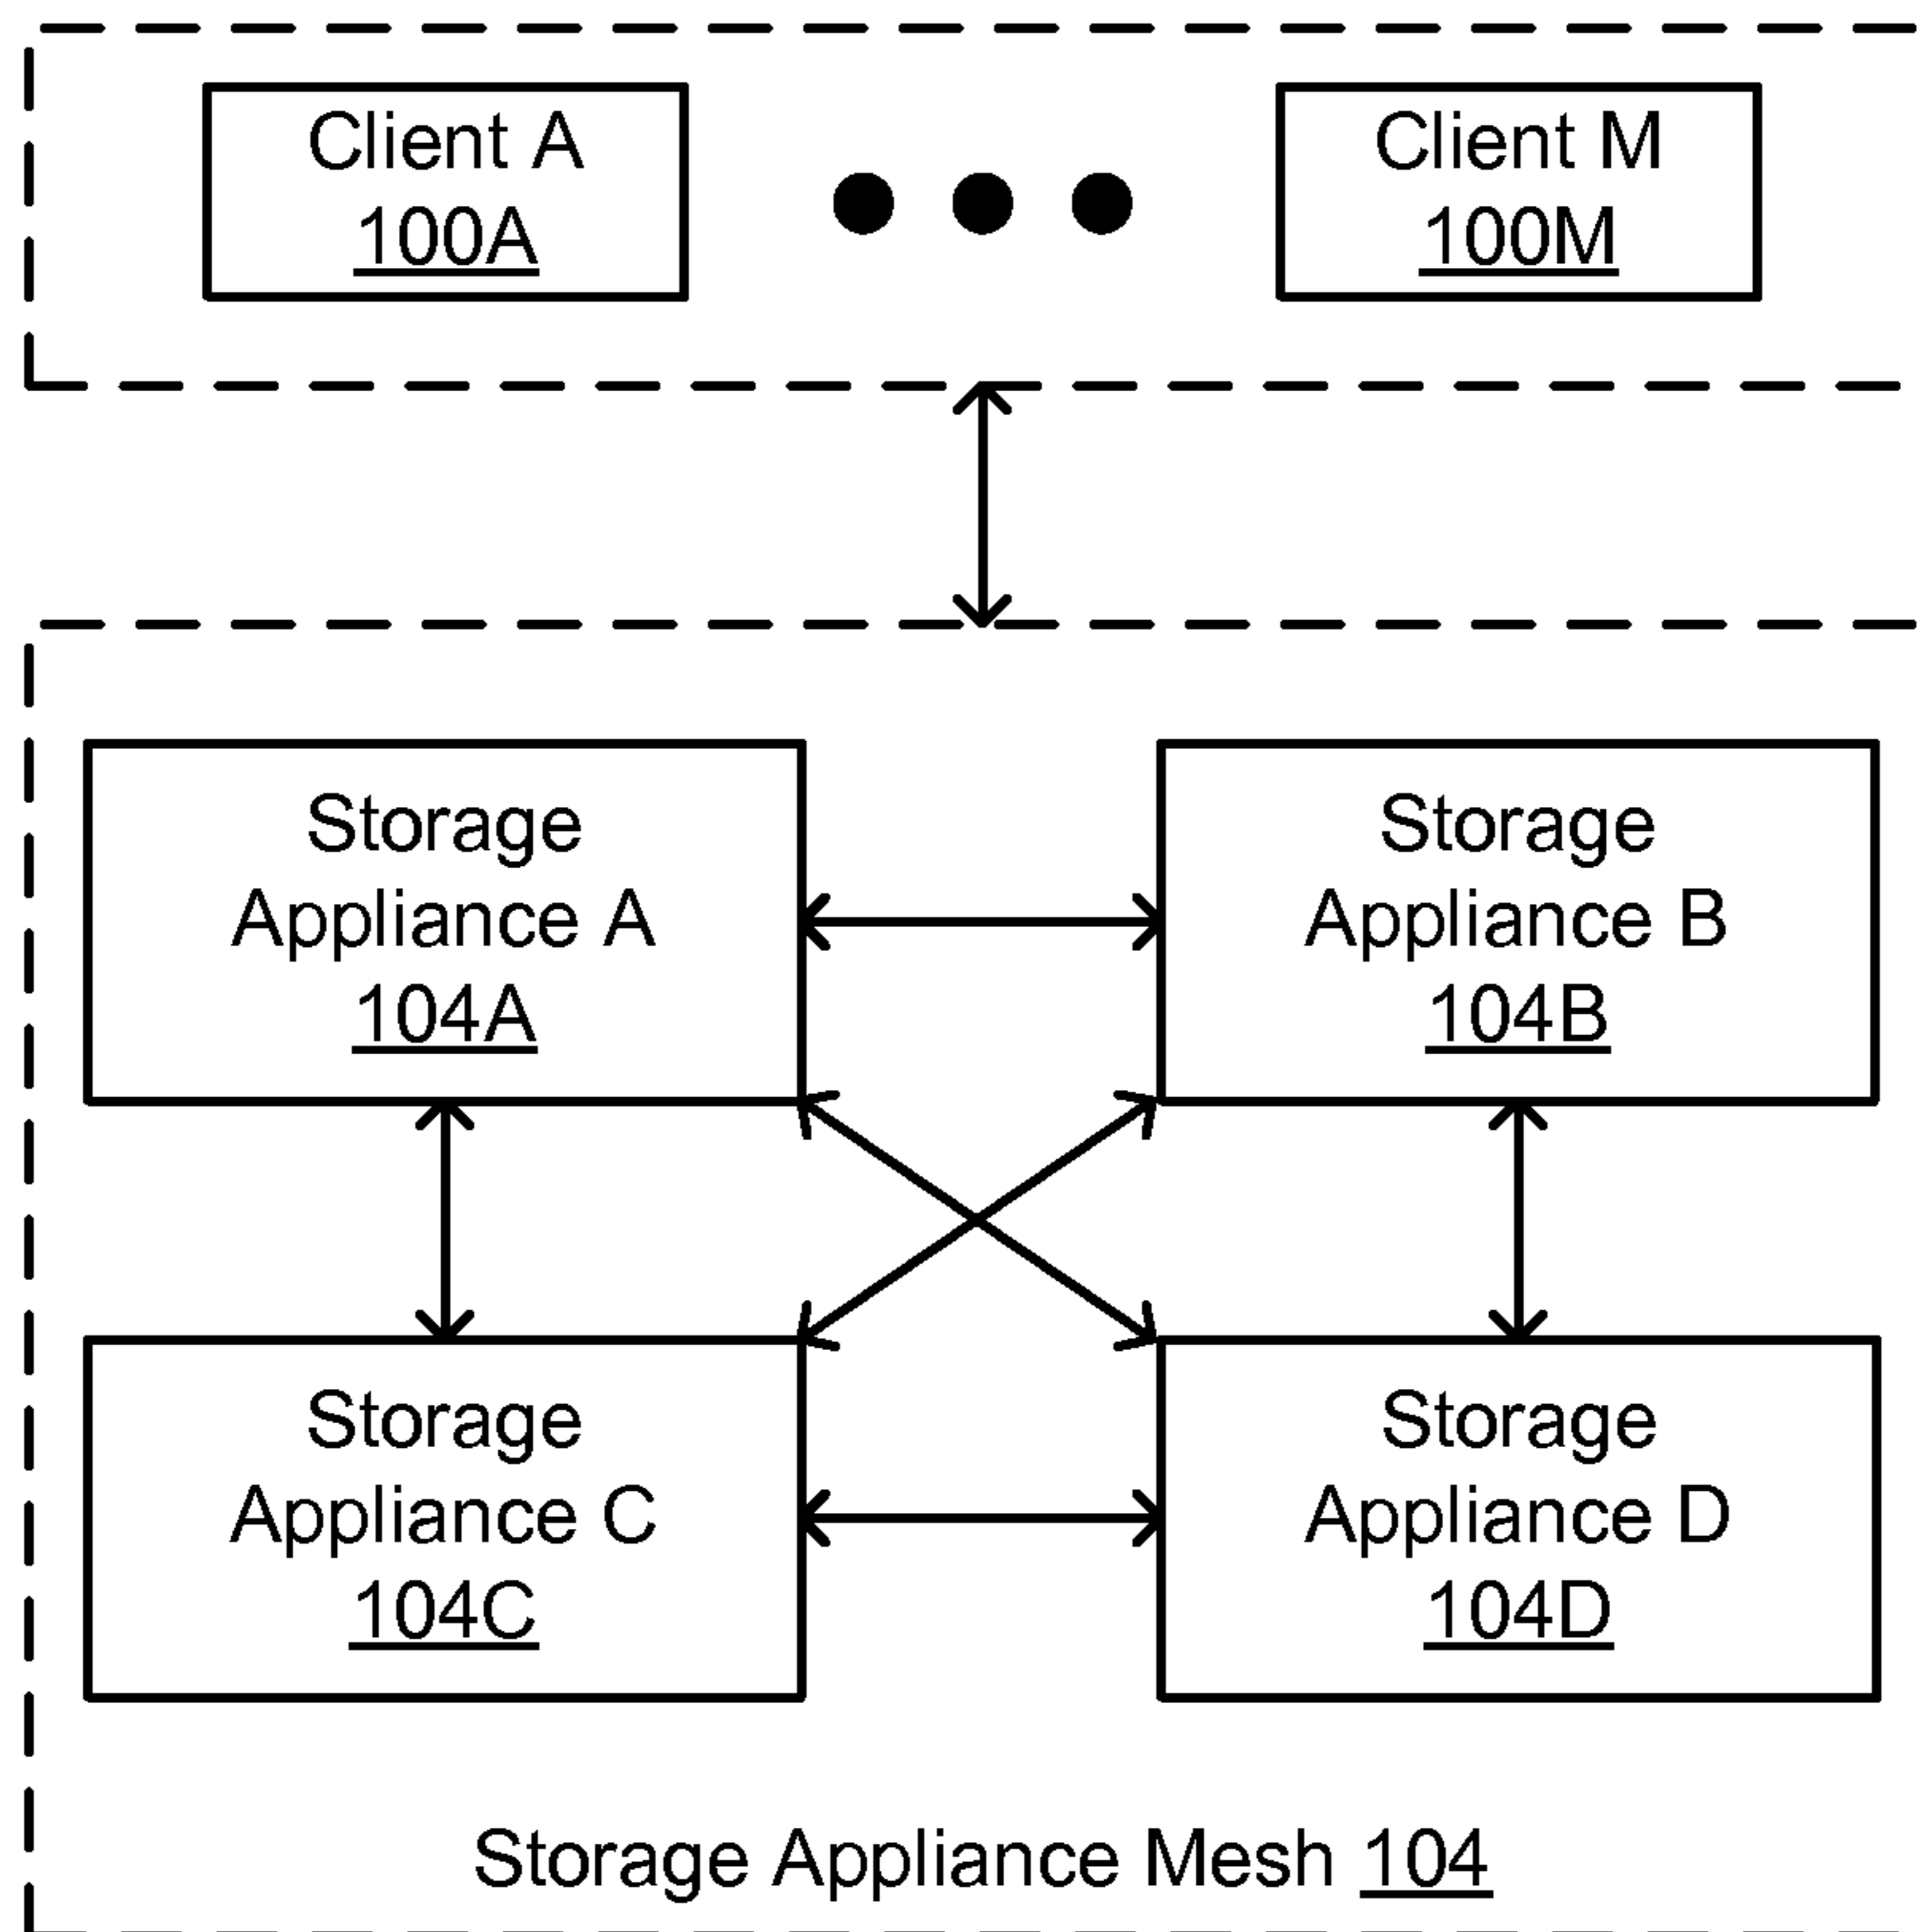 Client A
100A
Client M
100M
Storage
Appliance A
104A
Storage
Appliance B
104B
Storage
Appliance C
104C
Storage
Appliance D
104D
Storage Appliance Mesh 104